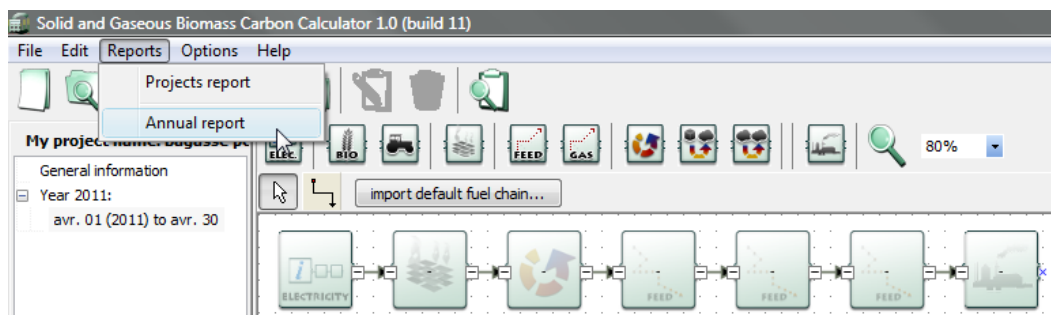 Solid and Gaseous Biomass Carbon Calculator 1.0 (build 11)
File Edit Reports Options Help
Projects report
Annual report
My project name: bagasse
ELEC. BIO FEED GAS 80%
General information
import default fuel chain...
Year 2011:
avr. 01 (2011) to avr. 30
ELECTRICITY FEED FEED FEED